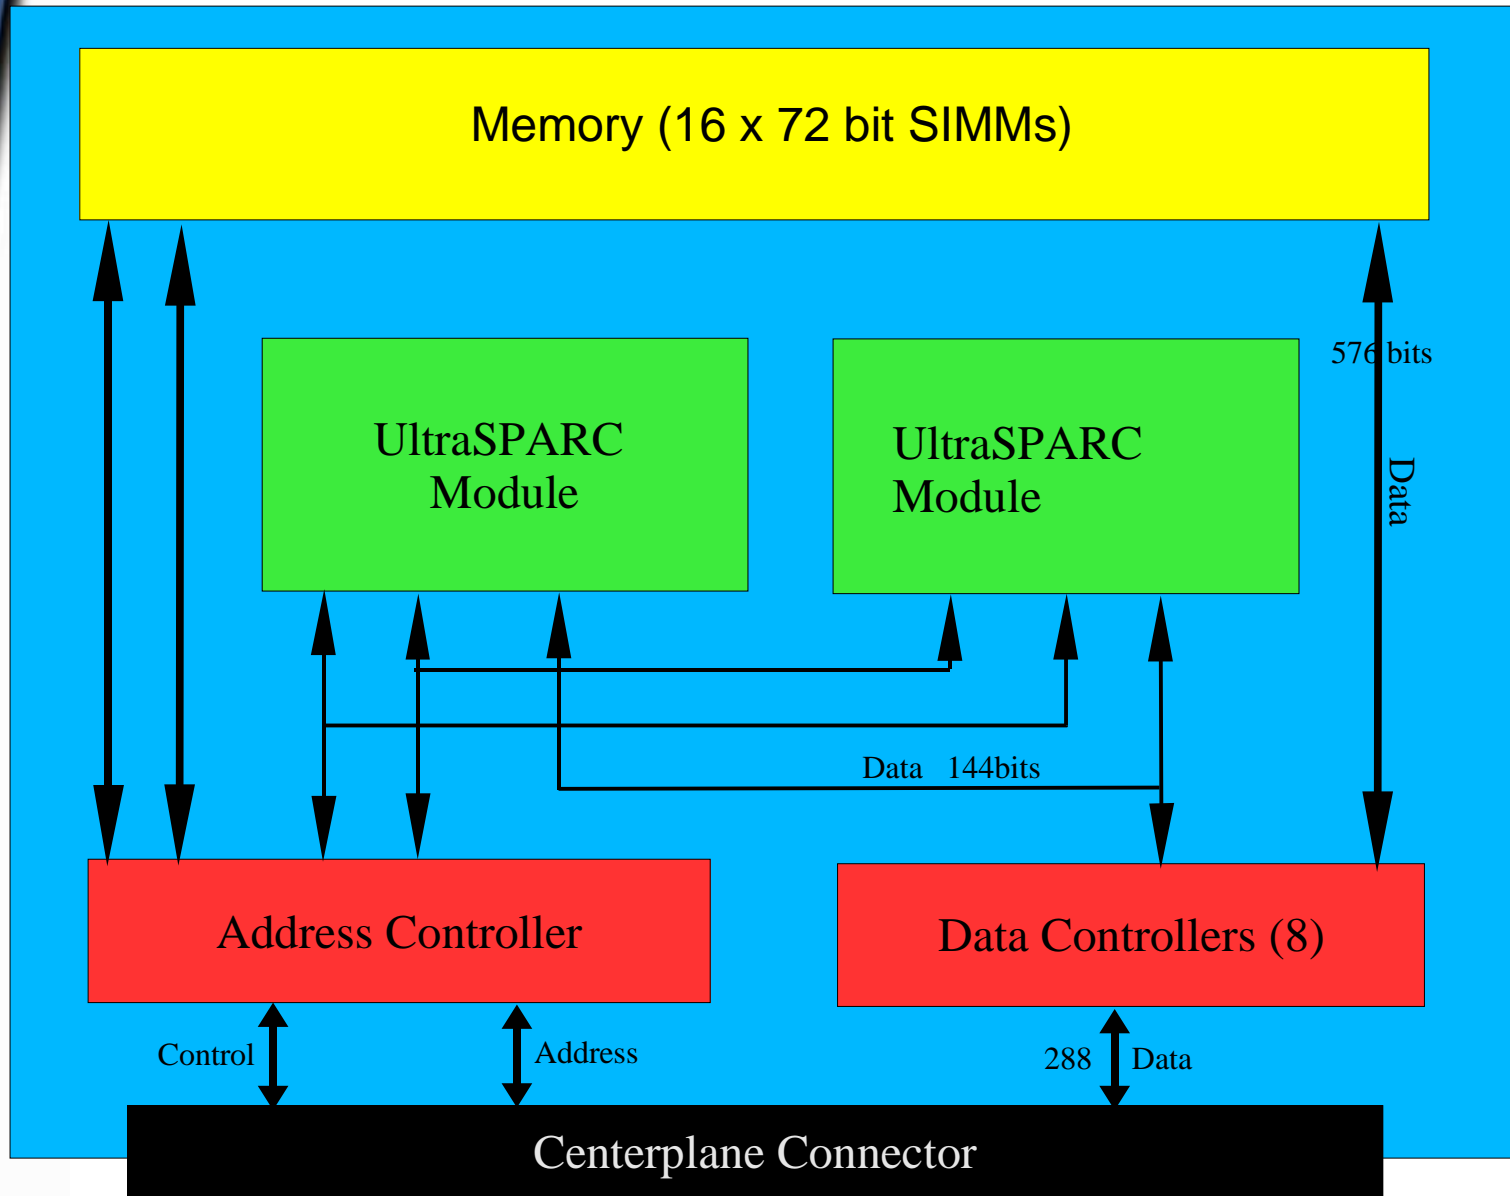 Memory (16 x 72 bit SIMMs)
576 bits
UltraSPARC
Module
UltraSPARC
Module
Data
Data 144bits
Address Controller
Data Controllers (8)
Control
Address
288 Data
Centerplane Connector